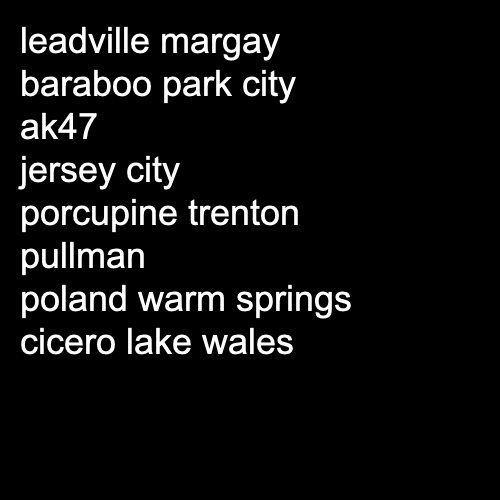 leadville margay
baraboo park city
ak47
jersey city
porcupine trenton
pullman
poland warm springs
cicero lake wales